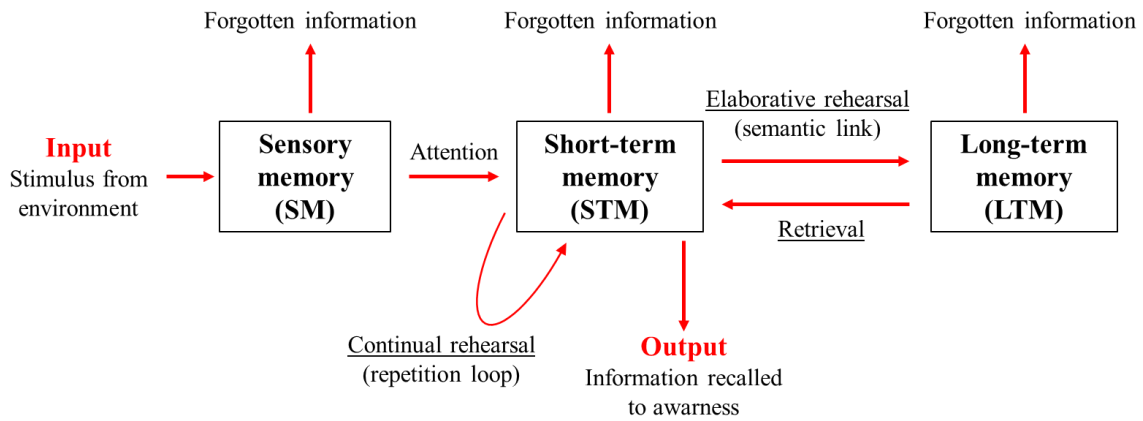 Forgotten information
Forgotten information
Forgotten information
Input
Stimulus from
environment
Sensory
memory
(SM)
Attention
Short-term
memory
(STM)
Elaborative rehearsal
(semantic link)
Retrieval
Long-term
memory
(LTM)
Continual rehearsal
(repetition loop)
Output
Information recalled
to awarness